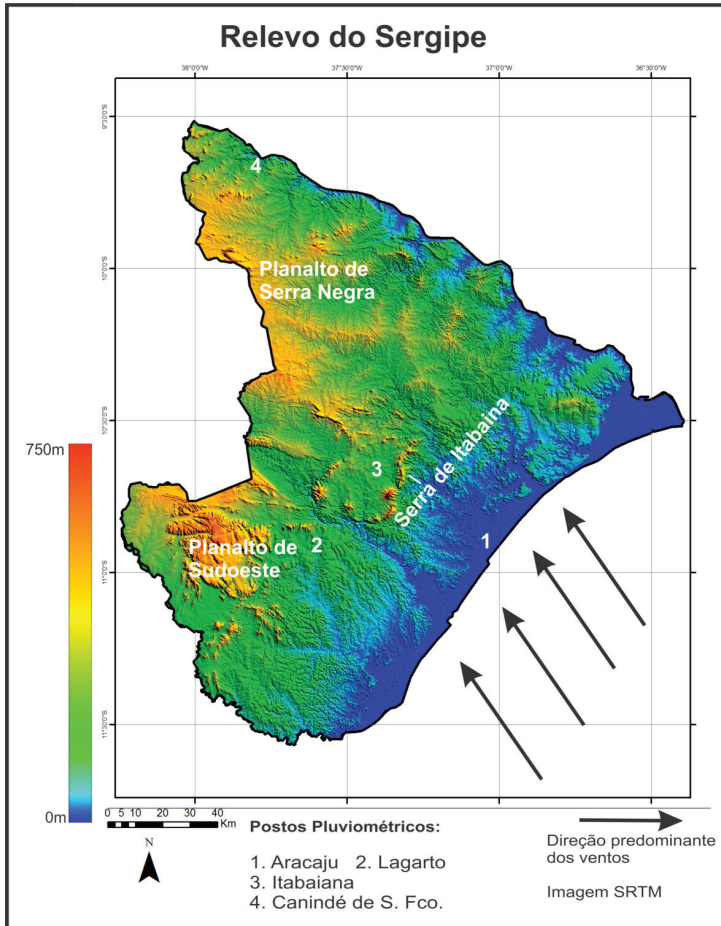 Relevo do Sergipe
38°0'0"W
37°30'0"W
37°0'0"W
36°30'0"W
9°30'0"S
10°0'0"S
10°30'0"S
11°0'0"S
11°30'0"S
4
Planalto de
Serra Negra
Serra de Itabaina
3
1
2
Planalto de
Sudoeste
750m
0m
0 5 10 20 30 40
Km
N
Postos Pluviométricos:
1. Aracaju 2. Lagarto
3. Itabaiana
4. Canindé de S. Fco.
Direção predominante
dos ventos
Imagem SRTM